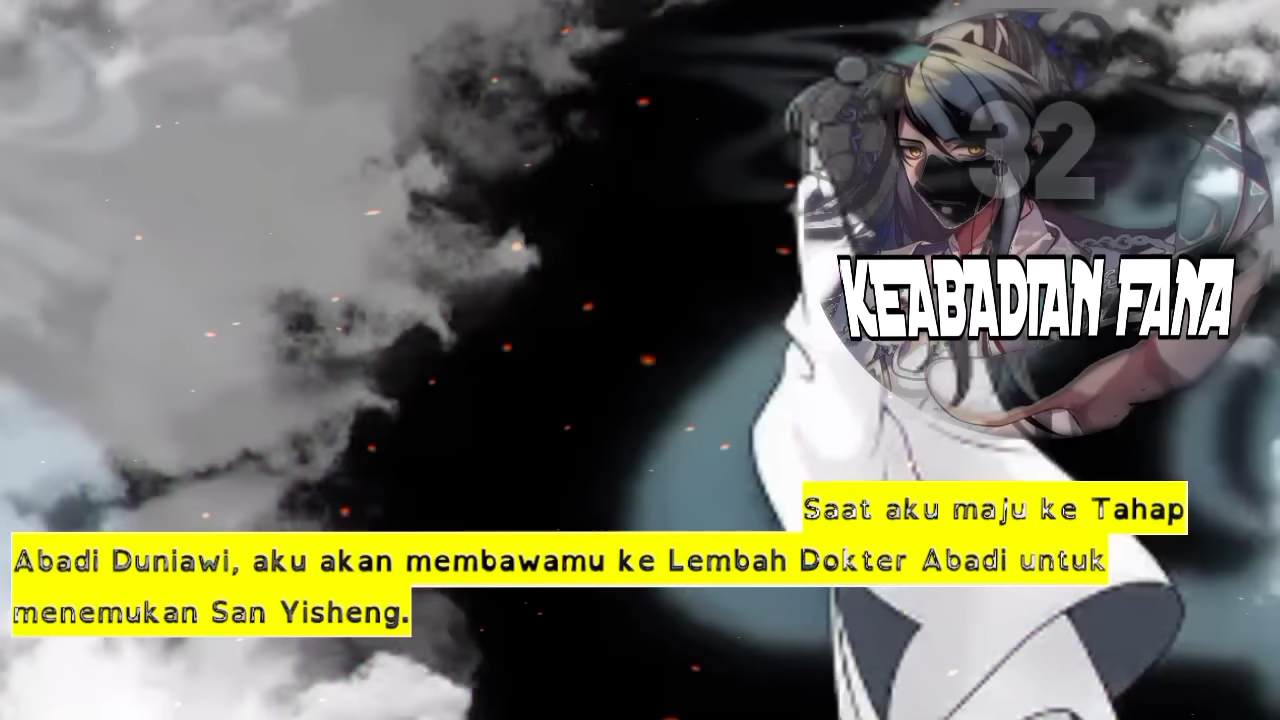 32
KEABADIAN FANA
Saat aku maju ke Tahap
Abadi Duniawi, aku akan membawamu ke Lembah Dokter Abadi untuk
menemukan San Yisheng.